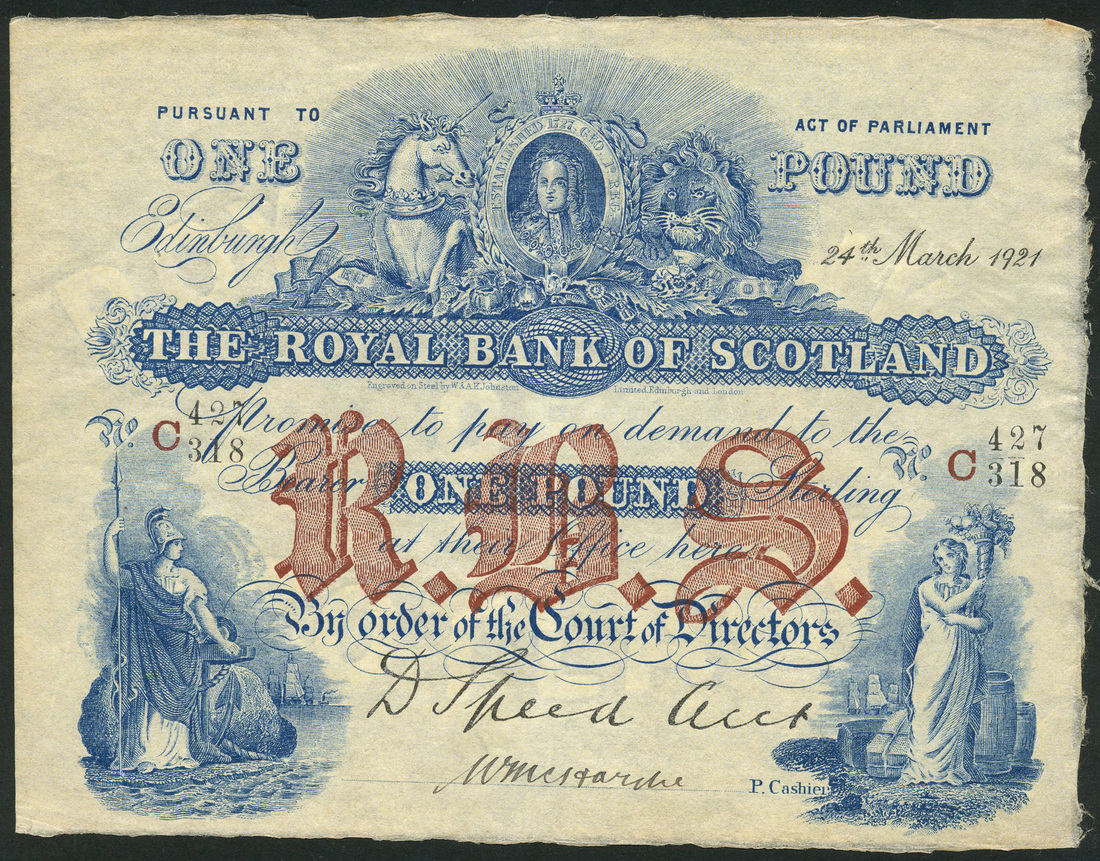 PURSUANT TO
ACT OF PARLIAMENT
ONE
POUND
ESTABLISHED 1727. GEO. I. REX.
Edinburgh
24th March 1921
THE ROYAL BANK OF SCOTLAND
Engraved on Steel by W. & A.K. Johnston
Limited, Edinburgh and London
No. C 427 318
Promise to pay on demand to the
No. C 427 318
Bearer ONE POUND Sterling
R.B.S.
at their Office here
By order of the Court of Directors
D Speed Acct
P. Cashier